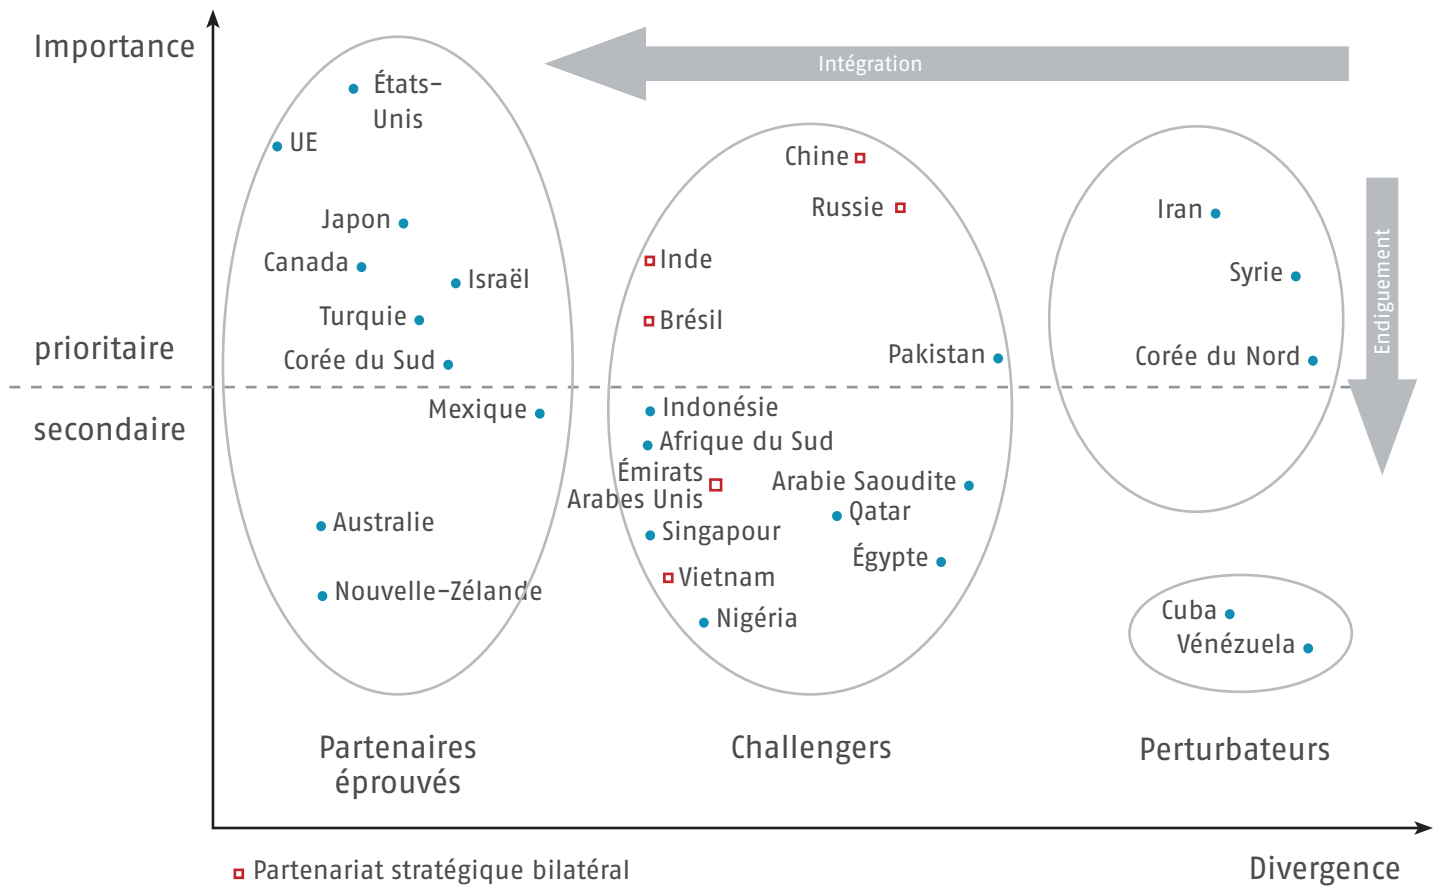 Importance
États-
Unis
Intégration
UE
Chine
Japon
Russie
Iran
Canada
Israël
Inde
Syrie
Endiguement
Turquie
Brésil
prioritaire
Corée du Sud
Pakistan
Corée du Nord
secondaire
Mexique
Indonésie
Afrique du Sud
Émirats
Arabes Unis
Arabie Saoudite
Qatar
Australie
Singapour
Égypte
Vietnam
Nouvelle-Zélande
Nigéria
Cuba
Vénézuela
Partenaires
éprouvés
Challengers
Perturbateurs
Partenariat stratégique bilatéral
Divergence